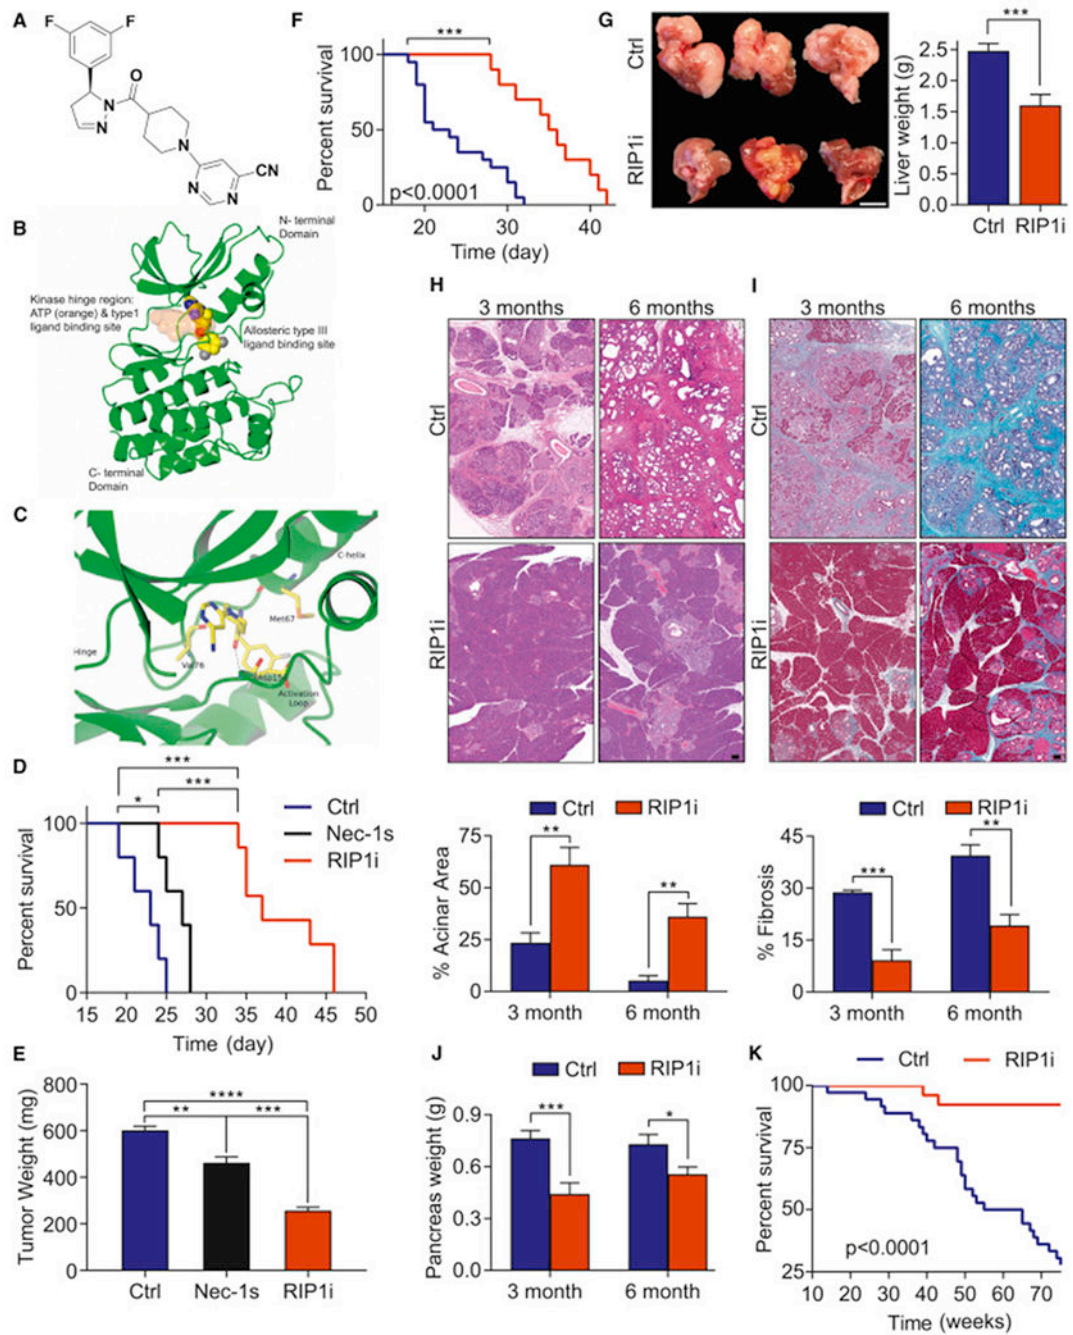 A
F
F
O
N
N
N
N
N
CN
B
N- terminal
Domain
Kinase hinge region:
ATP (orange) & type1
ligand binding site
Allosteric type III
ligand binding site
C- terminal
Domain
C
C-helix
Met67
Hinge
Val76
Activation
Loop
D
***
***
*
Ctrl
Nec-1s
RIP1i
Percent survival
100
50
0
15 20 25 30 35 40 45 50
Time (day)
E
Tumor Weight (mg)
800
600
400
200
0
****
** ***
Ctrl Nec-1s RIP1i
F
***
Percent survival
100
50
0
p<0.0001
20 30 40
Time (day)
G
Ctrl
RIP1i
***
Liver weight (g)
2.5
2.0
1.5
1.0
0.5
0.0
Ctrl RIP1i
H
3 months 6 months
Ctrl
RIP1i
Ctrl RIP1i
% Acinar Area
75
50
25
0
**
**
3 month 6 month
I
3 months 6 months
Ctrl
RIP1i
Ctrl RIP1i
% Fibrosis
45
30
15
0
***
**
3 month 6 month
J
Ctrl RIP1i
Pancreas weight (g)
0.9
0.6
0.3
0.0
***
*
3 month 6 month
K
Ctrl RIP1i
Percent survival
100
75
50
25
p<0.0001
10 20 30 40 50 60 70
Time (weeks)